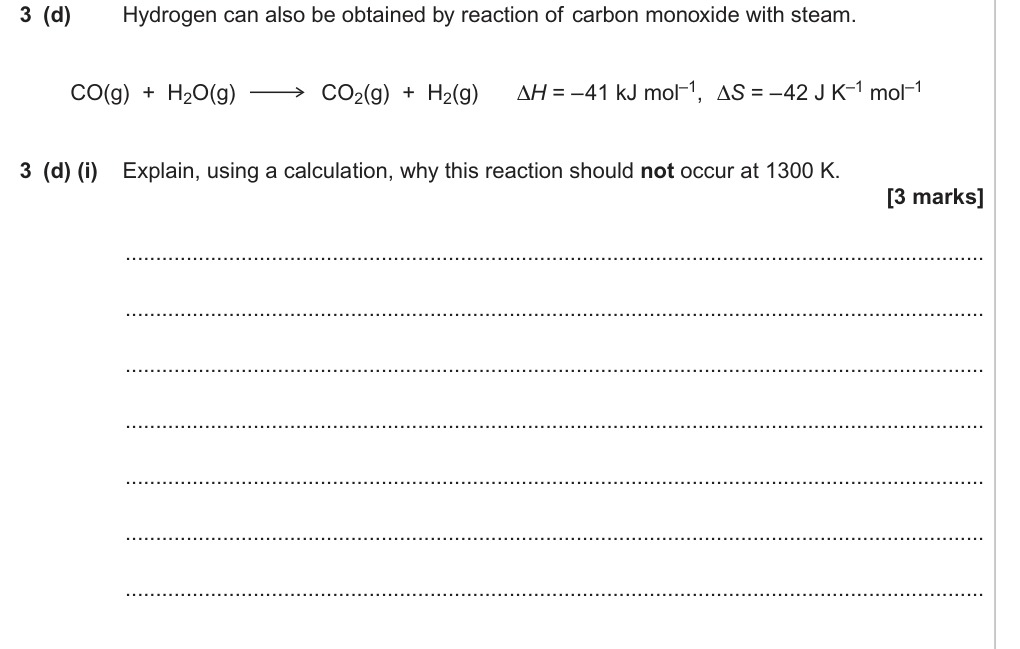 3 (d) Hydrogen can also be obtained by reaction of carbon monoxide with steam.
CO(g) + H₂O(g) ⟶ CO₂(g) + H₂(g) ΔH = –41 kJ mol⁻¹, ΔS = –42 J K⁻¹ mol⁻¹
3 (d) (i) Explain, using a calculation, why this reaction should not occur at 1300 K.
[3 marks]